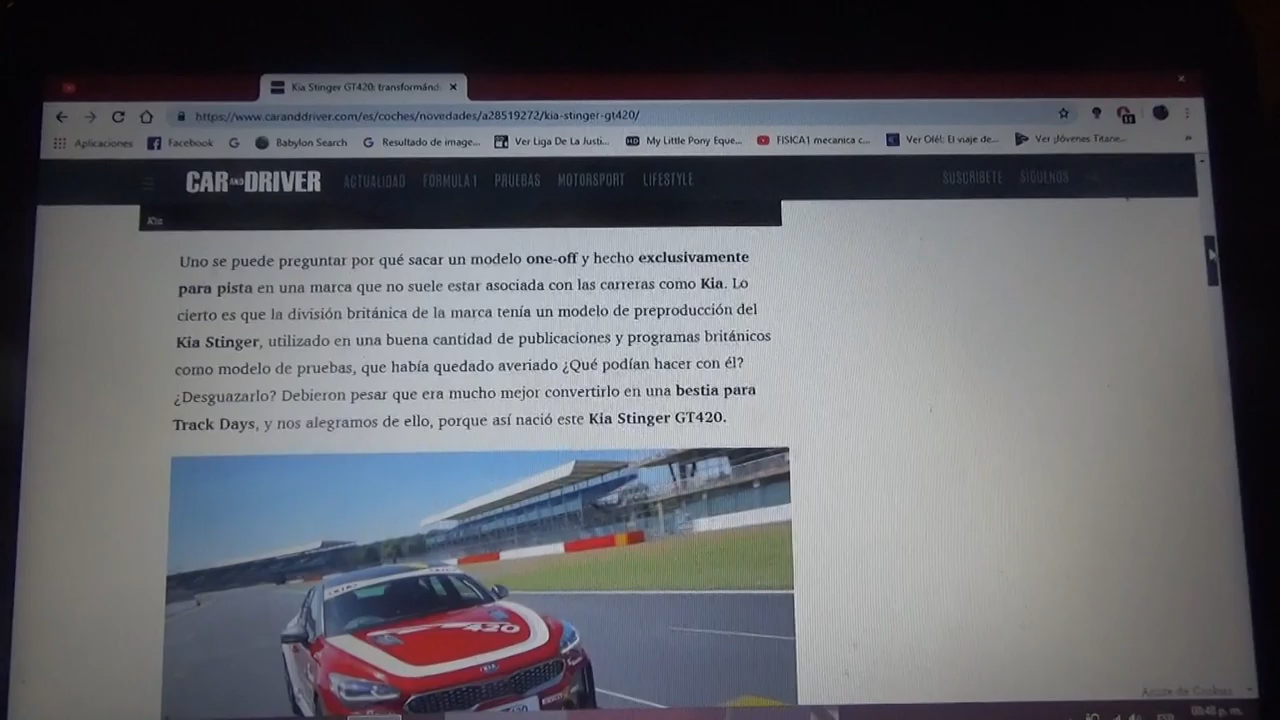 Kia Stinger GT420: transformánd
https://www.caranddriver.com/es/coches/novedades/a28519272/kia-stinger-gt420/
11
Aplicaciones Facebook Babylon Search Resultado de image... Ver Liga De La Justi... My Little Pony Eque... FISICA1 mecanica c... Ver Olé!: El viaje de... Ver ¡Jóvenes Titane...
CAR AND DRIVER ACTUALIDAD FORMULA 1 PRUEBAS MOTORSPORT LIFESTYLE SUSCRÍBETE SÍGUENOS
Kia
Uno se puede preguntar por qué sacar un modelo one-off y hecho exclusivamente
para pista en una marca que no suele estar asociada con las carreras como Kia. Lo
cierto es que la división británica de la marca tenía un modelo de preproducción del
Kia Stinger, utilizado en una buena cantidad de publicaciones y programas británicos
como modelo de pruebas, que había quedado averiado ¿Qué podían hacer con él?
¿Desguazarlo? Debieron pesar que era mucho mejor convertirlo en una bestia para
Track Days, y nos alegramos de ello, porque así nació este Kia Stinger GT420.
420
KIA
Ajuste de Cookies
08:48 p. m.